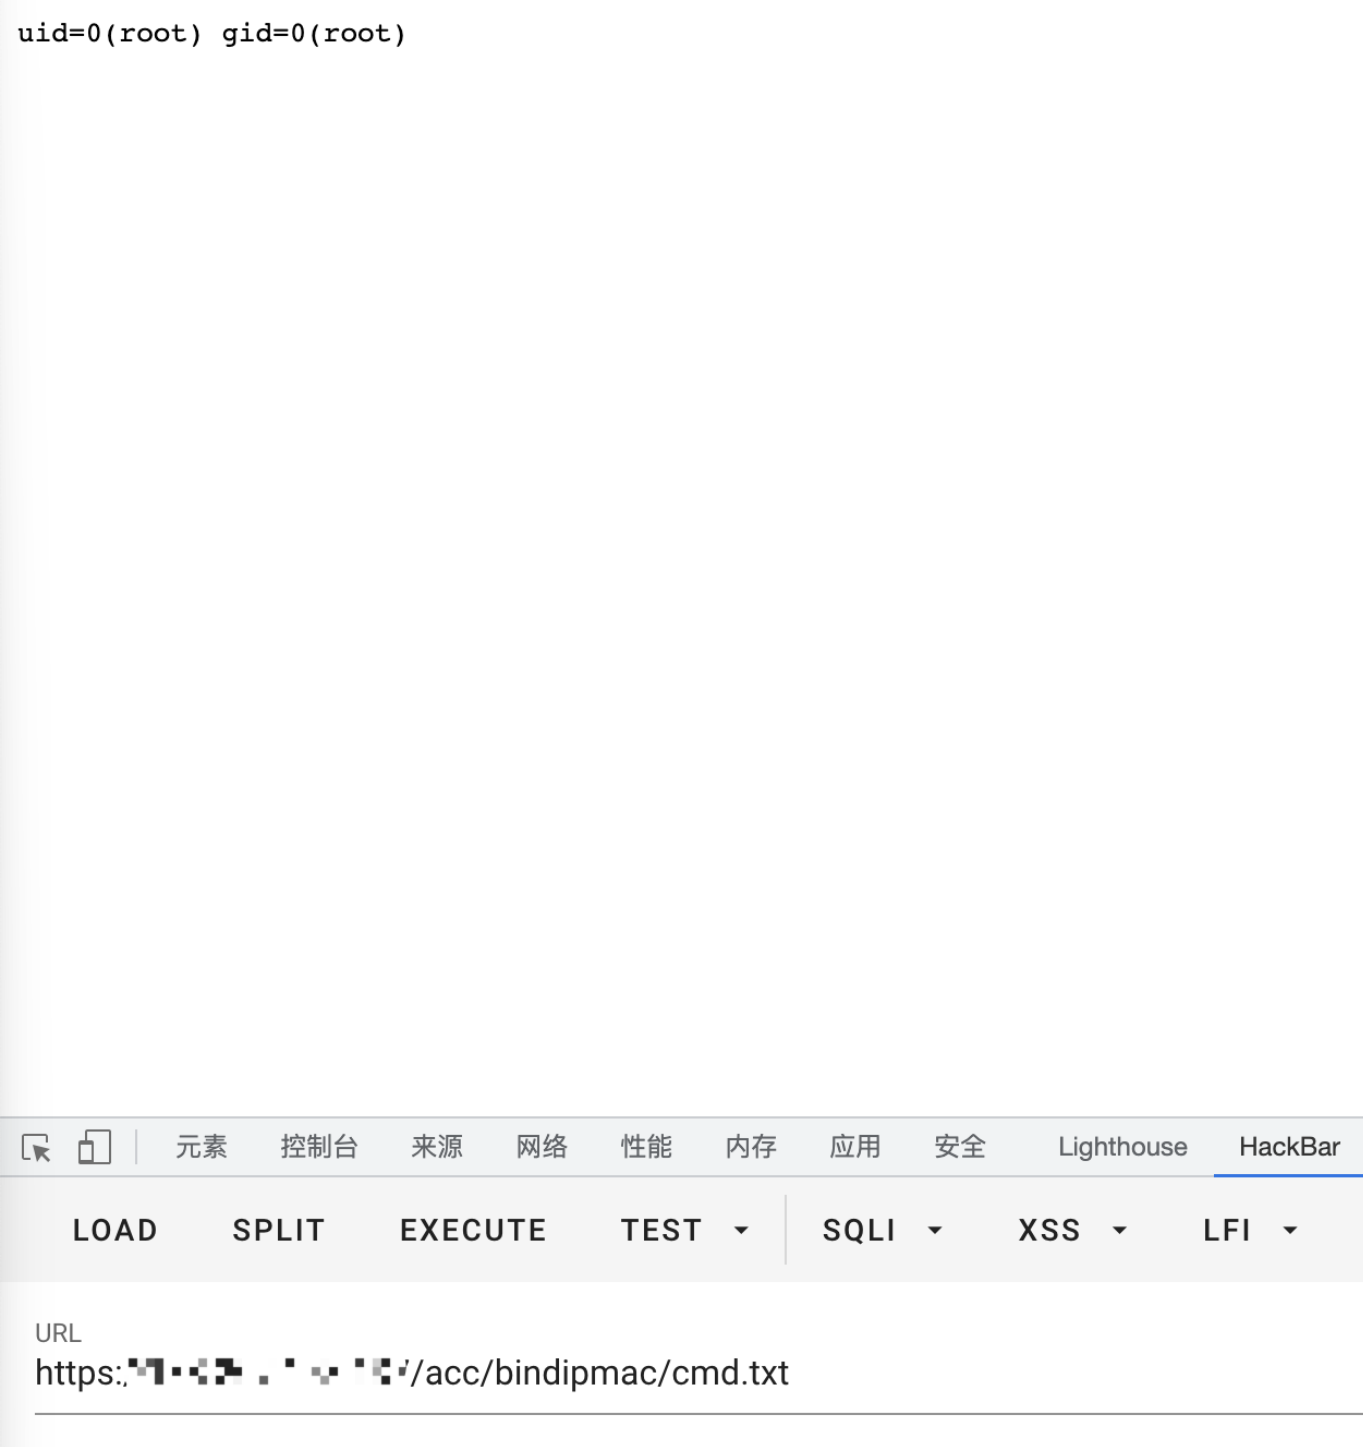 uid=0(root) gid=0(root)
元素 控制台 来源 网络 性能 内存 应用 安全 Lighthouse HackBar
LOAD SPLIT EXECUTE TEST SQLI XSS LFI
URL
https: /acc/bindipmac/cmd.txt